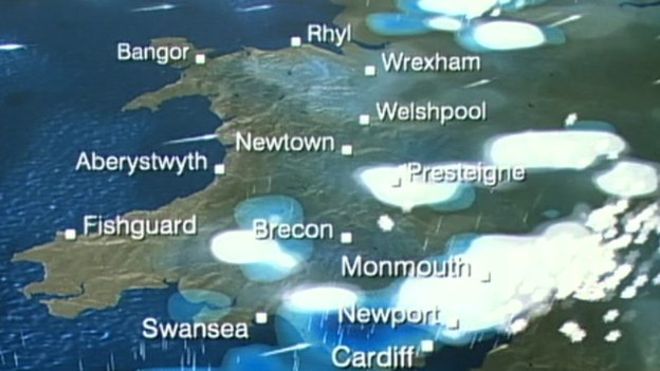 Rhyl
Bangor
Wrexham
Welshpool
Newtown
Aberystwyth
Presteigne
Fishguard
Brecon
Monmouth
Newport
Swansea
Cardiff